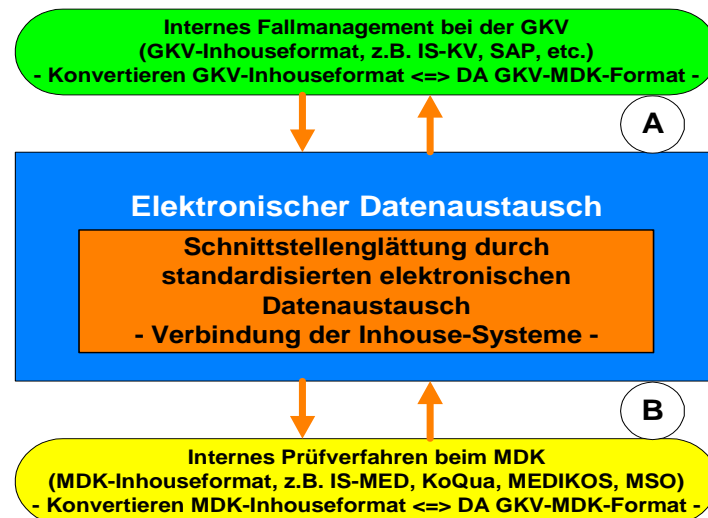 Internes Fallmanagement bei der GKV
(GKV-Inhouseformat, z.B. IS-KV, SAP, etc.)
- Konvertieren GKV-Inhouseformat <=> DA GKV-MDK-Format -
A
Elektronischer Datenaustausch
Schnittstellenglättung durch
standardisierten elektronischen
Datenaustausch
- Verbindung der Inhouse-Systeme -
B
Internes Prüfverfahren beim MDK
(MDK-Inhouseformat, z.B. IS-MED, KoQua, MEDIKOS, MSO)
- Konvertieren MDK-Inhouseformat <=> DA GKV-MDK-Format -